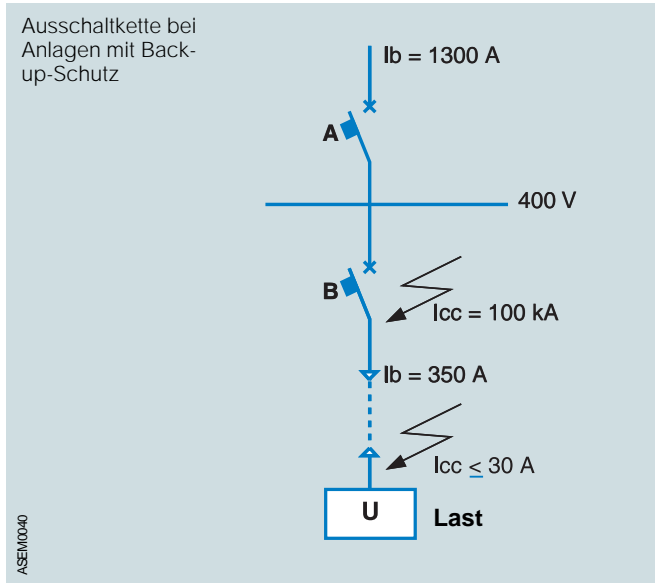 Ausschaltkette bei
Anlagen mit Back-
up-Schutz
Ib = 1300 A
A
400 V
B
Icc = 100 kA
Ib = 350 A
Icc ≤ 30 A
U
Last
ASEM0040